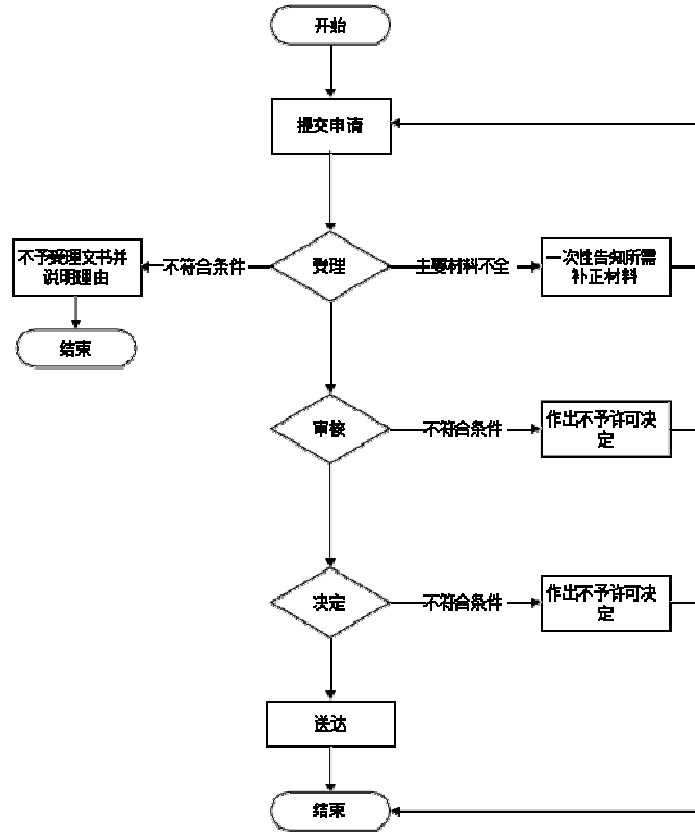 开始
提交申请
不予受理文书并
说明理由
不符合条件
受理
主要材料不全
一次性告知所需
补正材料
结束
审核
不符合条件
作出不予许可决
定
决定
不符合条件
作出不予许可决
定
送达
结束